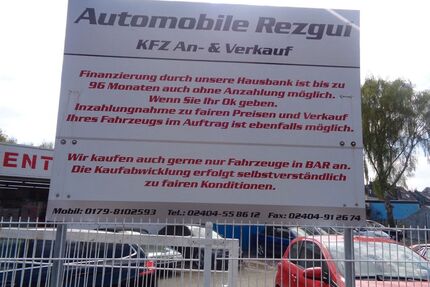 Automobile Rezgui
KFZ An- & Verkauf
Finanzierung durch unsere Hausbank ist bis zu
96 Monaten auch ohne Anzahlung möglich.
Wenn Sie Ihr Ok geben.
Inzahlungnahme zu fairen Preisen und Verkauf
Ihres Fahrzeugs im Auftrag ist ebenfalls möglich.
Wir kaufen auch gerne nur Fahrzeuge in BAR an.
Die Kaufabwicklung erfolgt selbstverständlich
zu fairen Konditionen.
Mobil: 0179-8102593 Tel.: 02404-55 86 12 Fax: 02404-91 26 74
ENT